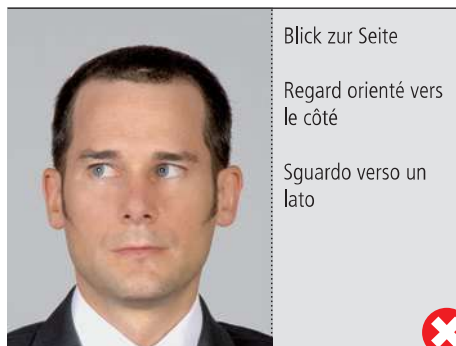 Blick zur Seite
Regard orienté vers
le côté
Sguardo verso un
lato